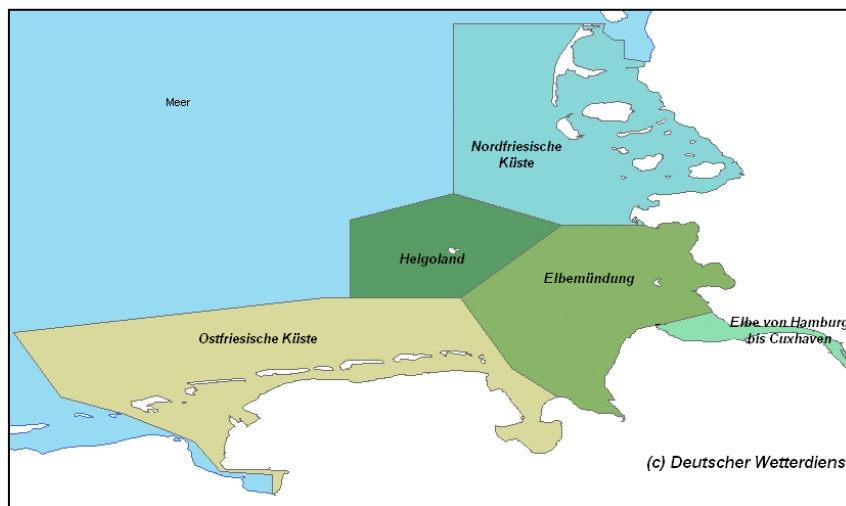 Meer
Nordfriesische
Küste
Helgoland
Elbemündung
Elbe von Hamburg
bis Cuxhaven
Ostfriesische Küste
(c) Deutscher Wetterdiens